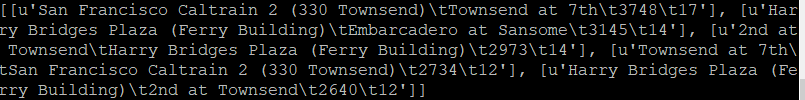 [[u'San Francisco Caltrain 2 (330 Townsend)\tTownsend at 7th\t3748\t17'], [u'Har
ry Bridges Plaza (Ferry Building)\tEmbarcadero at Sansome\t3145\t14'], [u'2nd at
 Townsend\tHarry Bridges Plaza (Ferry Building)\t2973\t14'], [u'Townsend at 7th\
tSan Francisco Caltrain 2 (330 Townsend)\t2734\t12'], [u'Harry Bridges Plaza (Fe
rry Building)\t2nd at Townsend\t2640\t12']]